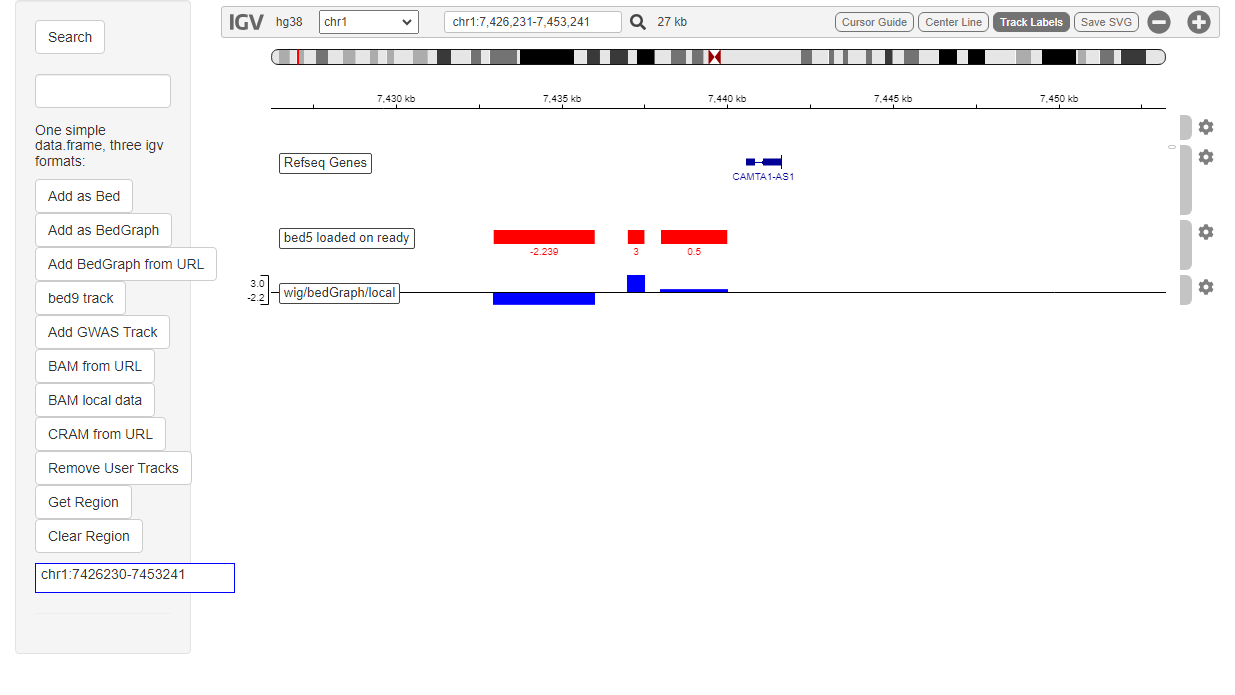 Search
One simple
data.frame, three igv
formats:
Add as Bed
Add as BedGraph
Add BedGraph from URL
bed9 track
Add GWAS Track
BAM from URL
BAM local data
CRAM from URL
Remove User Tracks
Get Region
Clear Region
chr1:7426230-7453241
IGV hg38 chr1 chr1:7,426,231-7,453,241 27 kb Cursor Guide Center Line Track Labels Save SVG
7,430 kb 7,435 kb 7,440 kb 7,445 kb 7,450 kb
Refseq Genes
CAMTA1-AS1
bed5 loaded on ready
-2.239 3 0.5
3.0
-2.2
wig/bedGraph/local